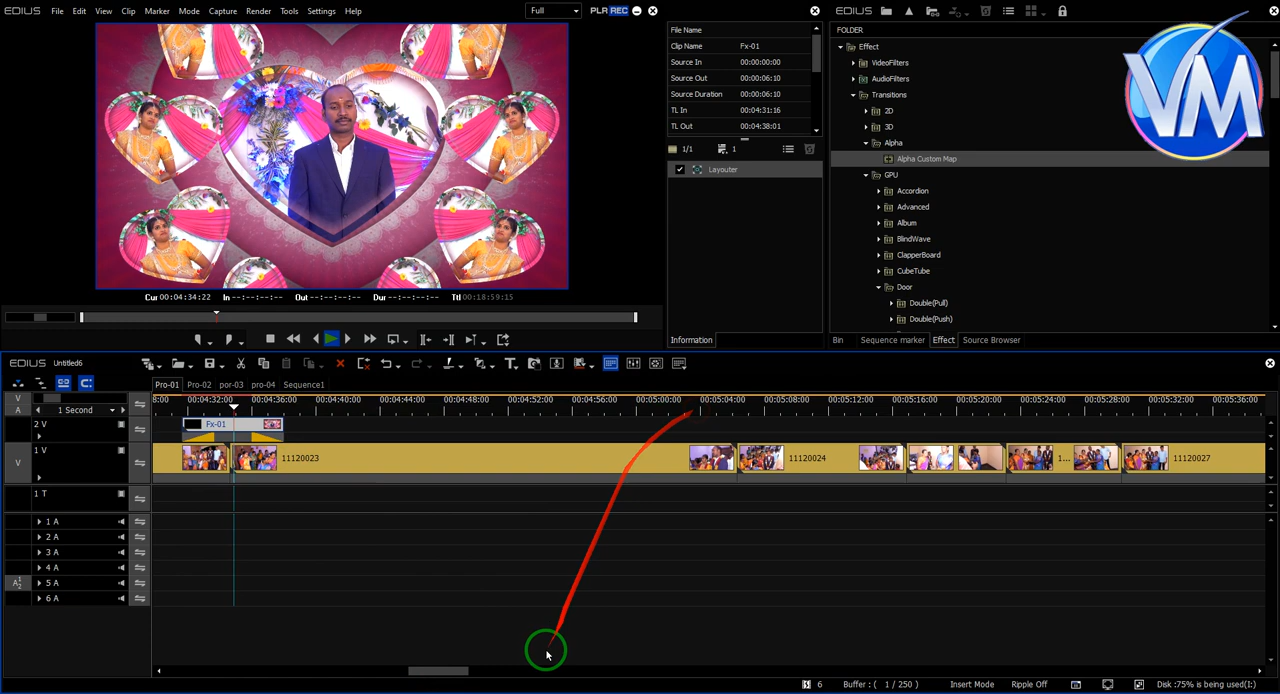 EDIUS File Edit View Clip Marker Mode Capture Render Tools Settings Help Full PLR REC
Cur 00:04:34:22 In --:--:--:-- Out --:--:--:-- Dur --:--:--:-- Ttl 00:18:59:15
File Name
Clip Name Fx-01
Source In 00:00:00:00
Source Out 00:00:06:10
Source Duration 00:00:06:10
TL In 00:04:31:16
TL Out 00:04:38:01
1/1 1
Layouter
Information
EDIUS
FOLDER
Effect
VideoFilters
AudioFilters
Transitions
2D
3D
Alpha
Alpha Custom Map
GPU
Accordion
Advanced
Album
BlindWave
ClapperBoard
CubeTube
Door
Double(Pull)
Double(Push)
Bin Sequence marker Effect Source Browser
VM
EDIUS Untitled6
Pro-01 Pro-02 por-03 pro-04 Sequence1
V
A 1 Second
8:00 00:04:32:00 00:04:36:00 00:04:40:00 00:04:44:00 00:04:48:00 00:04:52:00 00:04:56:00 00:05:00:00 00:05:04:00 00:05:08:00 00:05:12:00 00:05:16:00 00:05:20:00 00:05:24:00 00:05:28:00 00:05:32:00 00:05:36:00
2 V Fx-01
V 1 V 11120023 11120024 1... 11120027
1 T
1 A
2 A
3 A
4 A
A 1 2 5 A
6 A
6 Buffer : ( 1 / 250 ) Insert Mode Ripple Off Disk :75% is being used(I:)